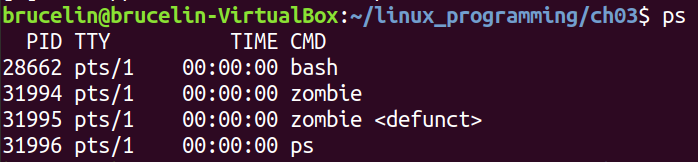 brucelin@brucelin-VirtualBox:~/linux_programming/ch03$ ps
PID TTY TIME CMD
28662 pts/1 00:00:00 bash
31994 pts/1 00:00:00 zombie
31995 pts/1 00:00:00 zombie <defunct>
31996 pts/1 00:00:00 ps